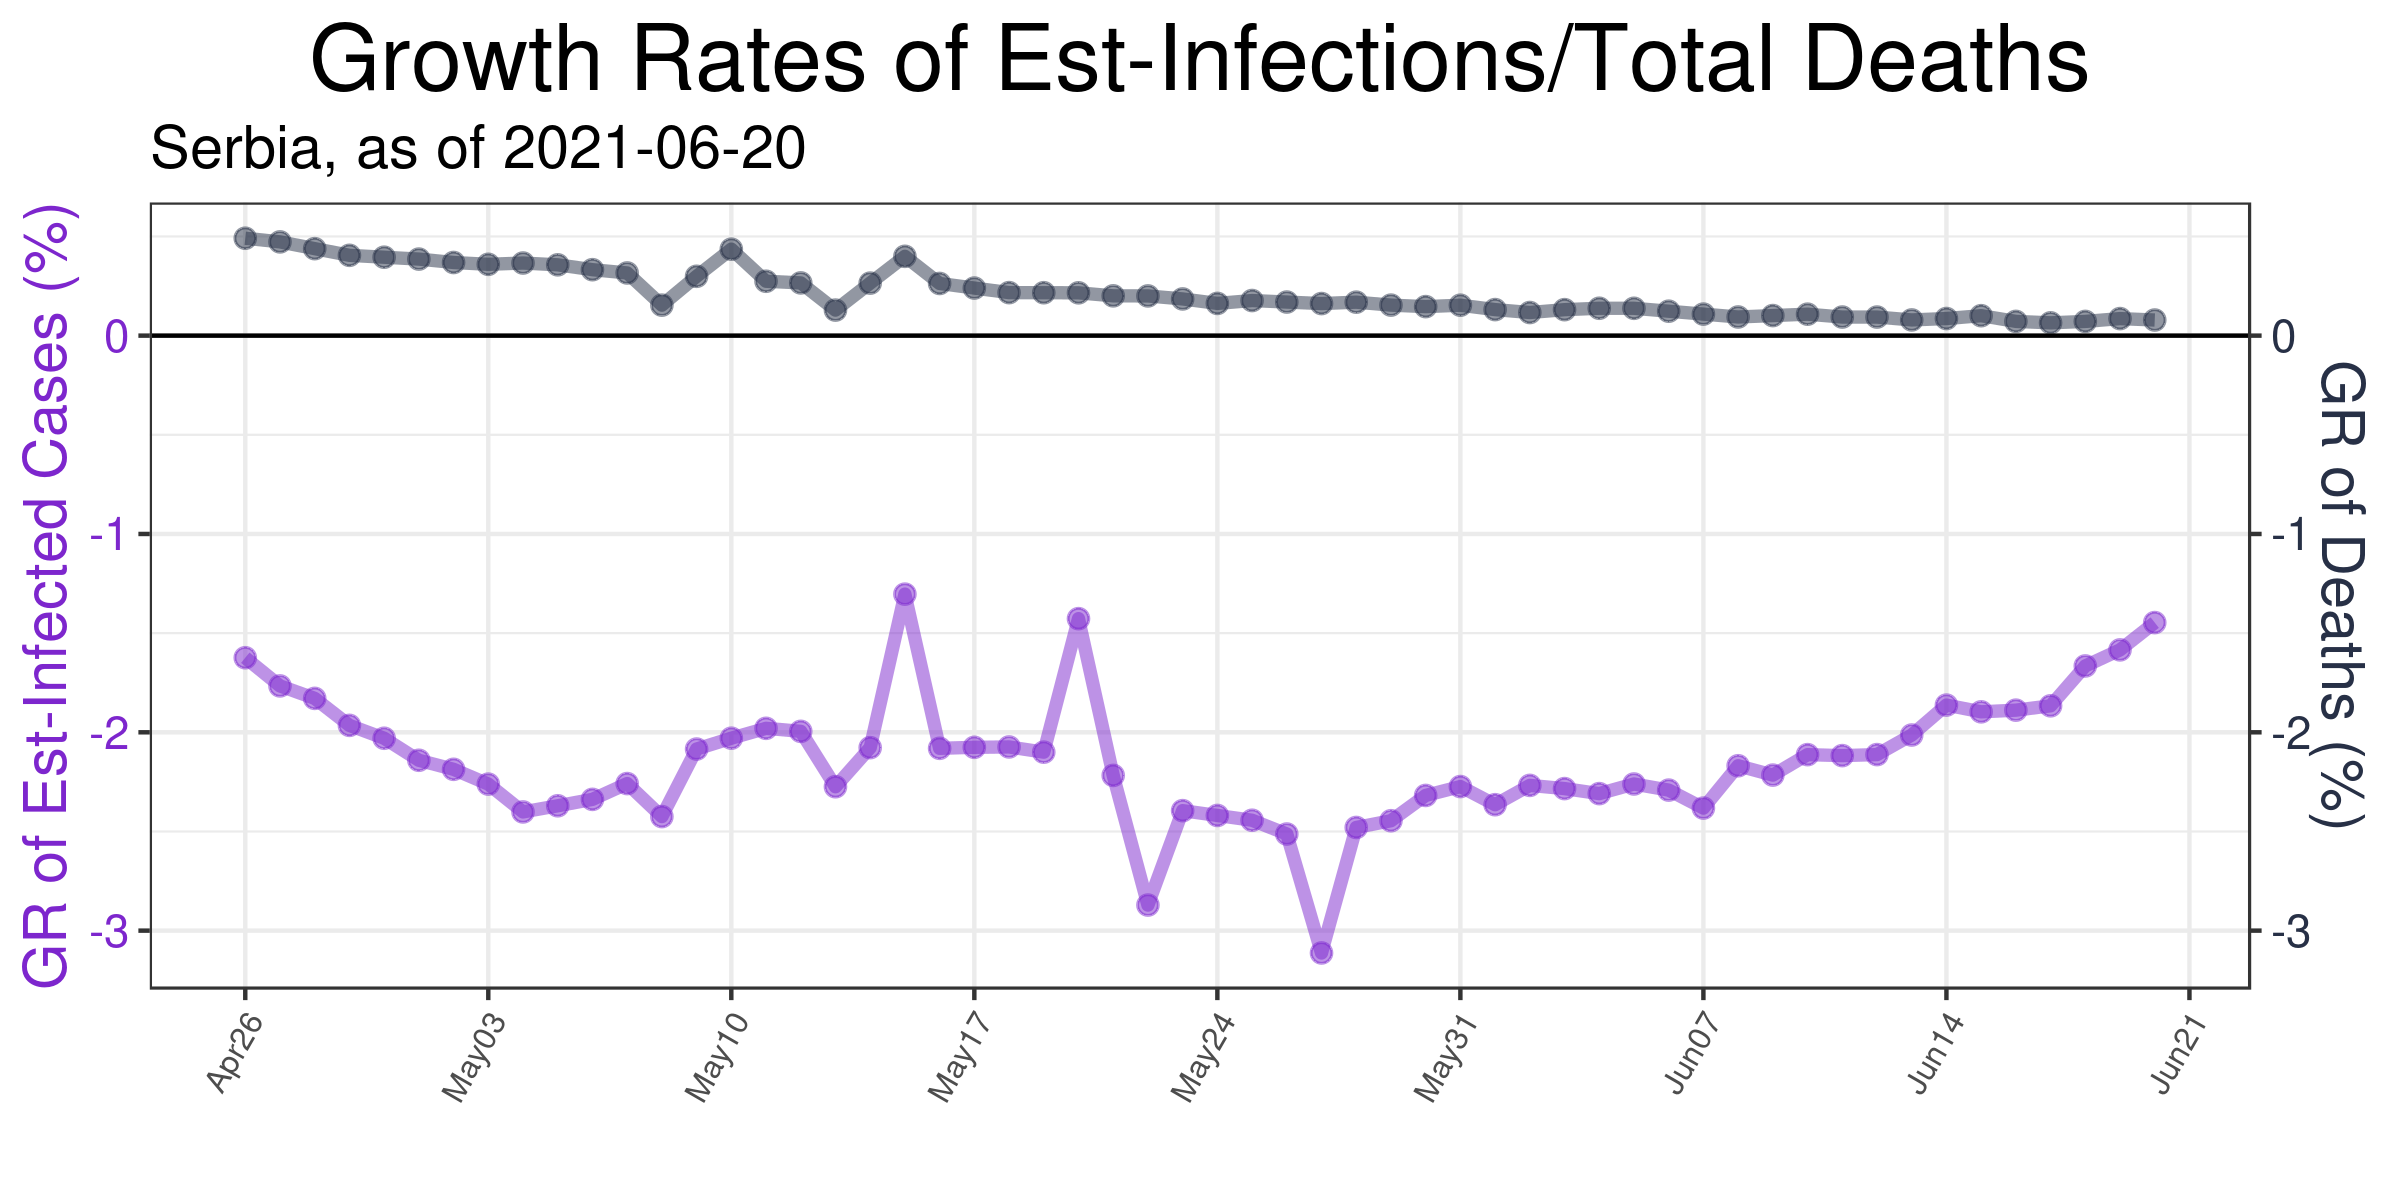 Growth Rates of Est-Infections/Total Deaths
Serbia, as of 2021-06-20
GR of Est-Infected Cases (%)
0
-1
-2
-3
0
-1
-2
-3
GR of Deaths (%)
Apr26
May03
May10
May17
May24
May31
Jun07
Jun14
Jun21